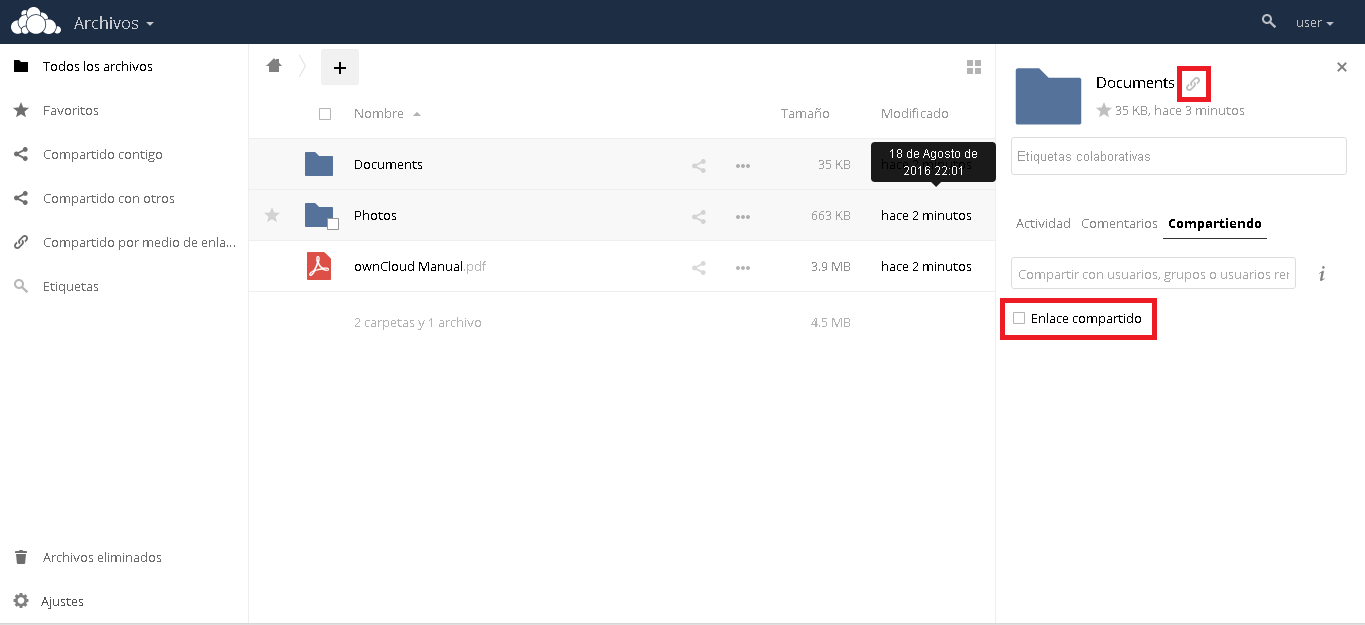 Archivos
user
Todos los archivos
Favoritos
Compartido contigo
Compartido con otros
Compartido por medio de enla...
Etiquetas
Archivos eliminados
Ajustes
+
Nombre
Tamaño
Modificado
Documents
35 KB
18 de Agosto de
2016 22:01
Photos
663 KB
hace 2 minutos
ownCloud Manual.pdf
3.9 MB
hace 2 minutos
2 carpetas y 1 archivo
4.5 MB
Documents
35 KB, hace 3 minutos
Etiquetas colaborativas
Actividad Comentarios Compartiendo
Compartir con usuarios, grupos o usuarios rer
i
Enlace compartido